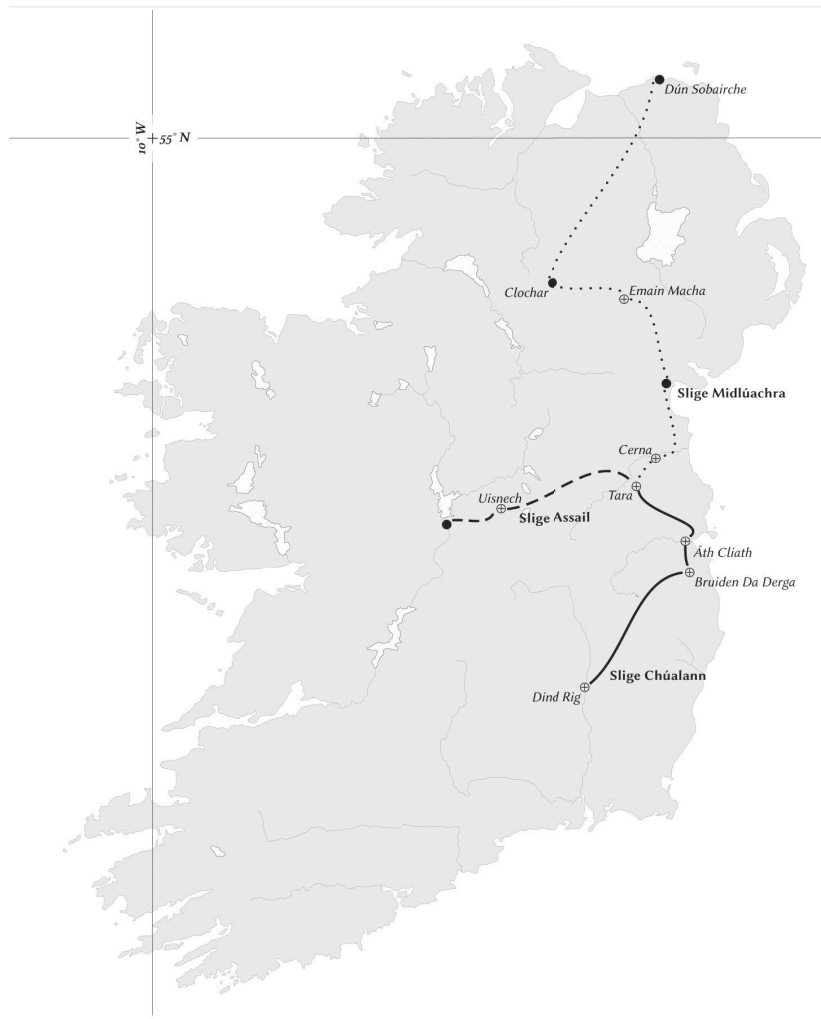 Dún Sobairche
10° W
55° N
Clochar
Emain Macha
Slige Midlúachra
Cerna
Uisnech
Tara
Slige Assail
Áth Cliath
Bruiden Da Derga
Slige Chúalann
Dind Rig